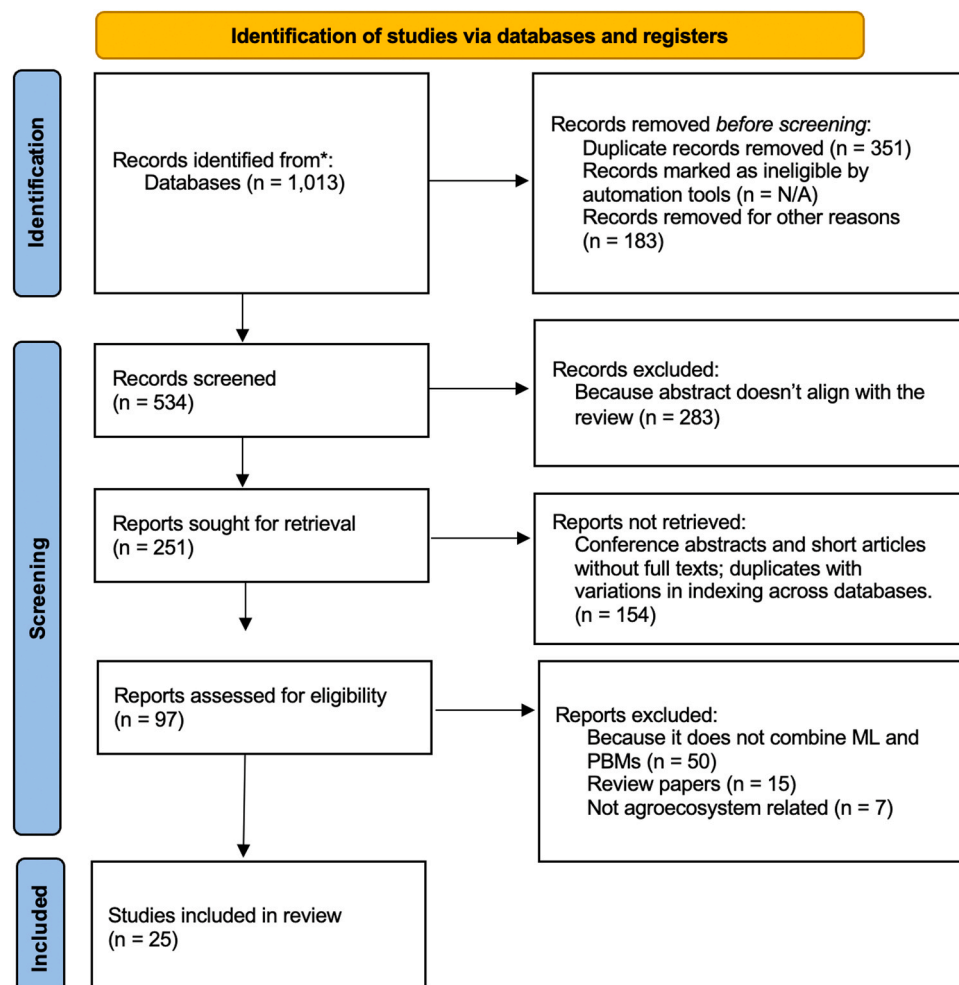 Identification of studies via databases and registers
Identification
Records identified from*:
Databases (n = 1,013)
Records removed before screening:
Duplicate records removed (n = 351)
Records marked as ineligible by
automation tools (n = N/A)
Records removed for other reasons
(n = 183)
Screening
Records screened
(n = 534)
Records excluded:
Because abstract doesn’t align with the
review (n = 283)
Reports sought for retrieval
(n = 251)
Reports not retrieved:
Conference abstracts and short articles
without full texts; duplicates with
variations in indexing across databases.
(n = 154)
Reports assessed for eligibility
(n = 97)
Reports excluded:
Because it does not combine ML and
PBMs (n = 50)
Review papers (n = 15)
Not agroecosystem related (n = 7)
Included
Studies included in review
(n = 25)